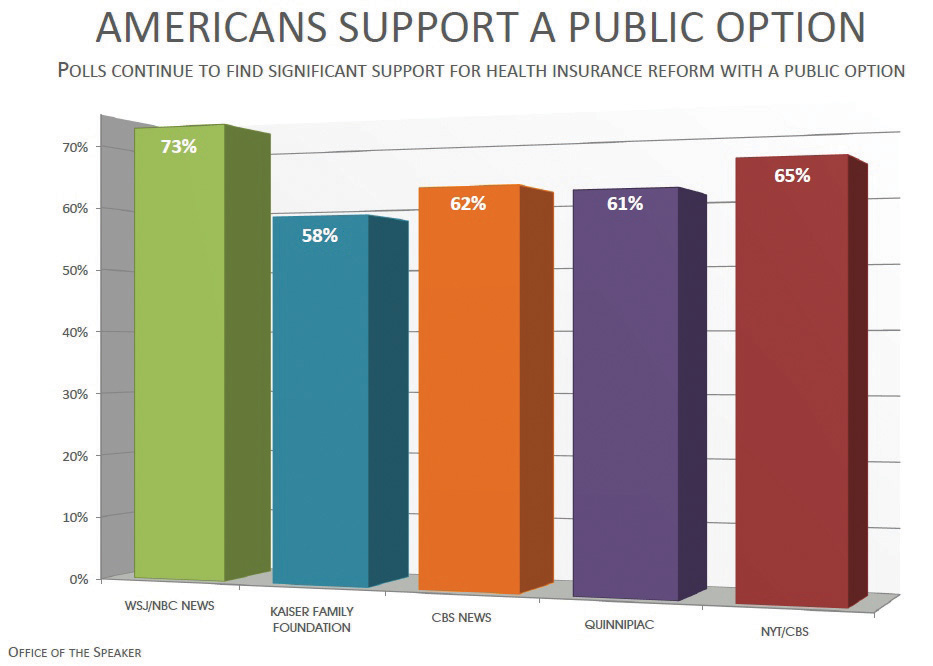 AMERICANS SUPPORT A PUBLIC OPTION
POLLS CONTINUE TO FIND SIGNIFICANT SUPPORT FOR HEALTH INSURANCE REFORM WITH A PUBLIC OPTION
70%
60%
50%
40%
30%
20%
10%
0%
73%
58%
62%
61%
65%
WSJ/NBC NEWS
KAISER FAMILY
FOUNDATION
CBS NEWS
QUINNIPIAC
NYT/CBS
OFFICE OF THE SPEAKER